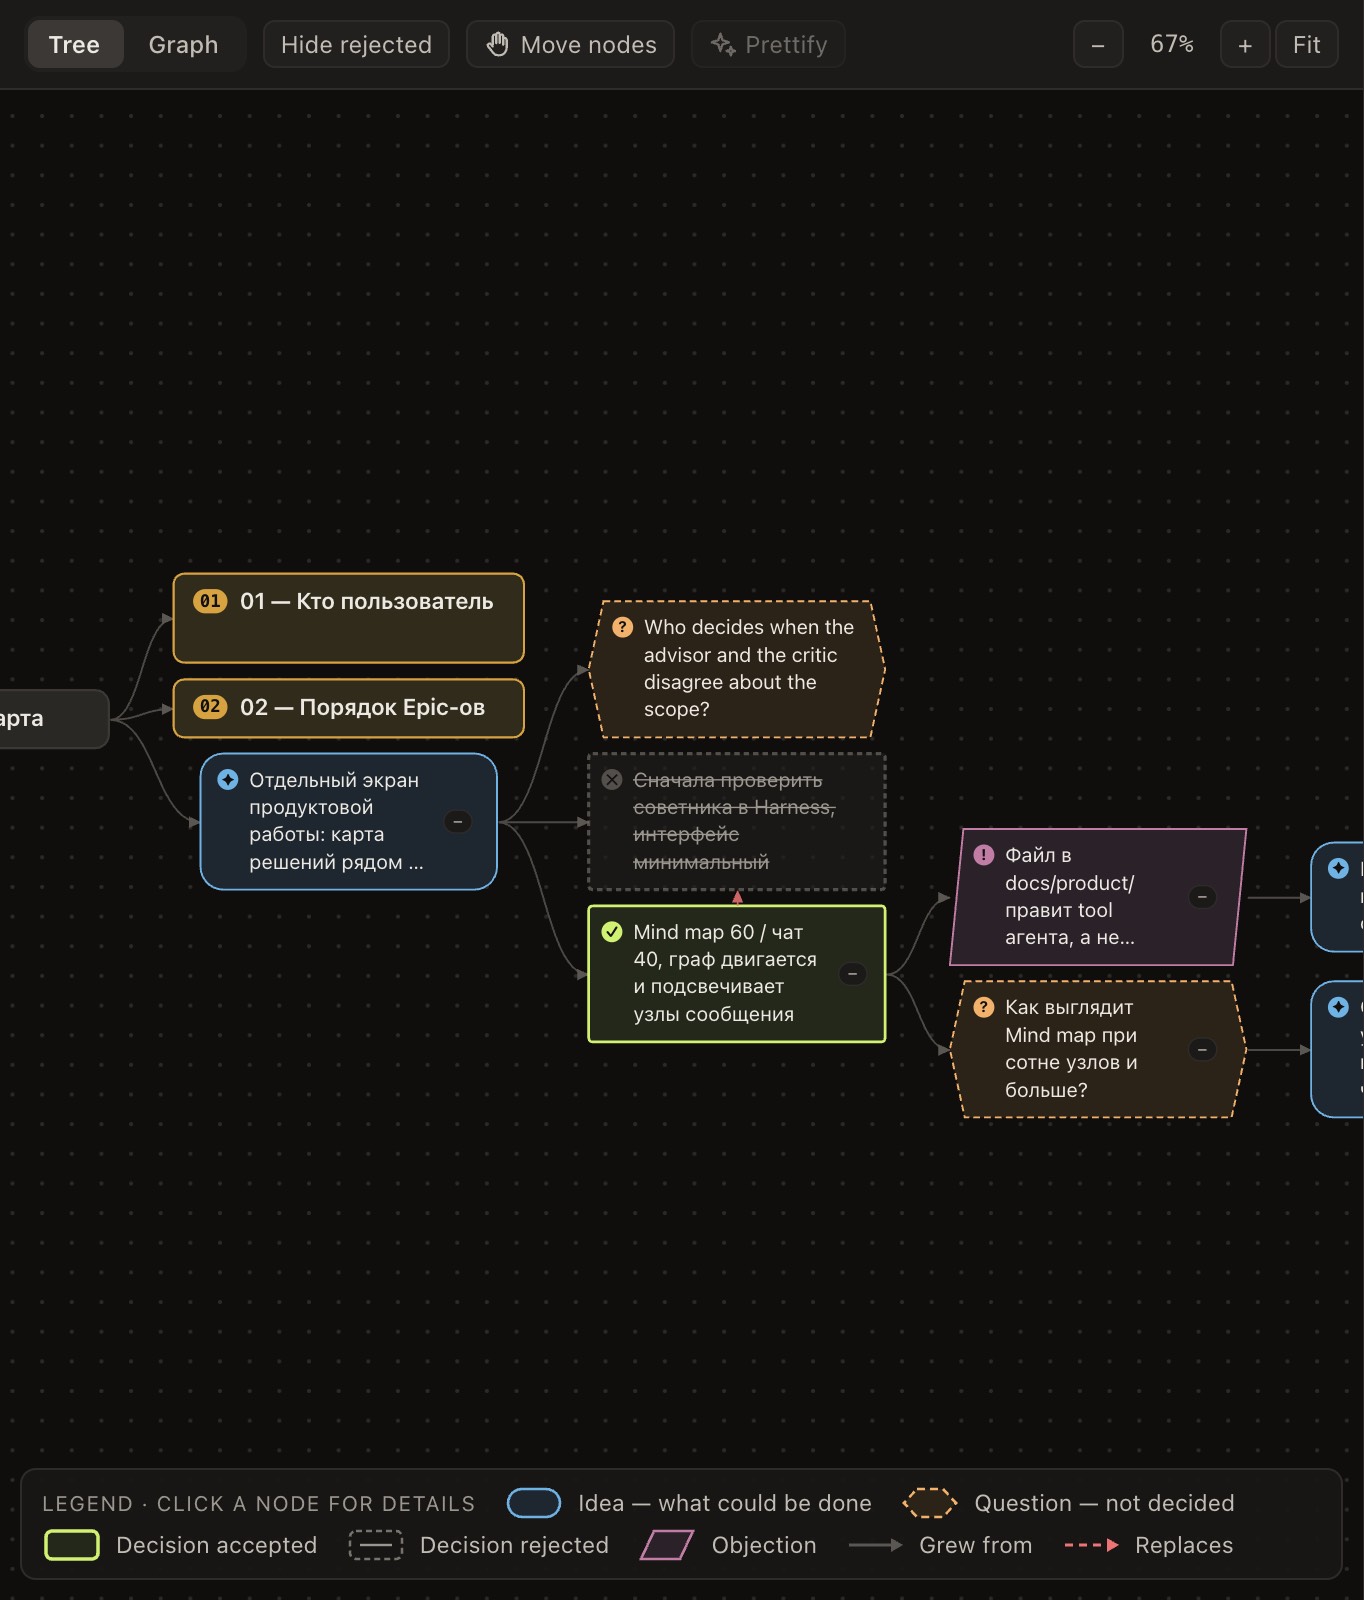 Tree Graph Hide rejected Move nodes Prettify − 67% + Fit
01 01 — Кто пользователь
02 02 — Порядок Epic-ов
Отдельный экран
продуктовой
работы: карта
решений рядом ...
Who decides when the
advisor and the critic
disagree about the
scope?
Сначала проверить
советника в Harness,
интерфейс
минимальный
Mind map 60 / чат
40, граф двигается
и подсвечивает
узлы сообщения
Файл в
docs/product/
правит tool
агента, а не...
Как выглядит
Mind map при
сотне узлов и
больше?
LEGEND · CLICK A NODE FOR DETAILS Idea — what could be done Question — not decided
Decision accepted Decision rejected Objection Grew from Replaces